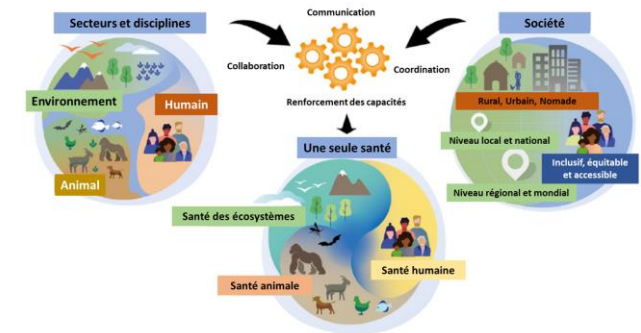 Communication
Secteurs et disciplines
Société
Collaboration
Coordination
Environnement
Humain
Rural, Urbain, Nomade
Renforcement des capacités
Niveau local et national
Une seule santé
Inclusif, équitable
et accessible
Animal
Niveau régional et mondial
Santé des écosystèmes
Santé humaine
Santé animale